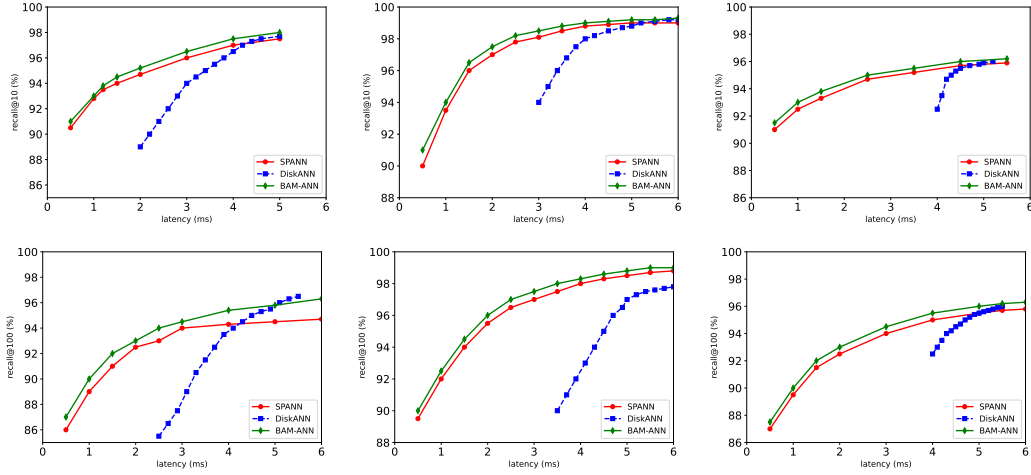 100
98
96
94
92
90
88
86
recall@10 (%)
0 1 2 3 4 5 6
latency (ms)
SPANN
DiskANN
BAM-ANN
100
98
96
94
92
90
88
recall@10 (%)
0 1 2 3 4 5 6
latency (ms)
SPANN
DiskANN
BAM-ANN
100
98
96
94
92
90
88
86
recall@10 (%)
0 1 2 3 4 5 6
latency (ms)
SPANN
DiskANN
BAM-ANN
100
98
96
94
92
90
88
86
recall@100 (%)
0 1 2 3 4 5 6
latency (ms)
SPANN
DiskANN
BAM-ANN
100
98
96
94
92
90
88
recall@100 (%)
0 1 2 3 4 5 6
latency (ms)
SPANN
DiskANN
BAM-ANN
100
98
96
94
92
90
88
86
recall@100 (%)
0 1 2 3 4 5 6
latency (ms)
SPANN
DiskANN
BAM-ANN